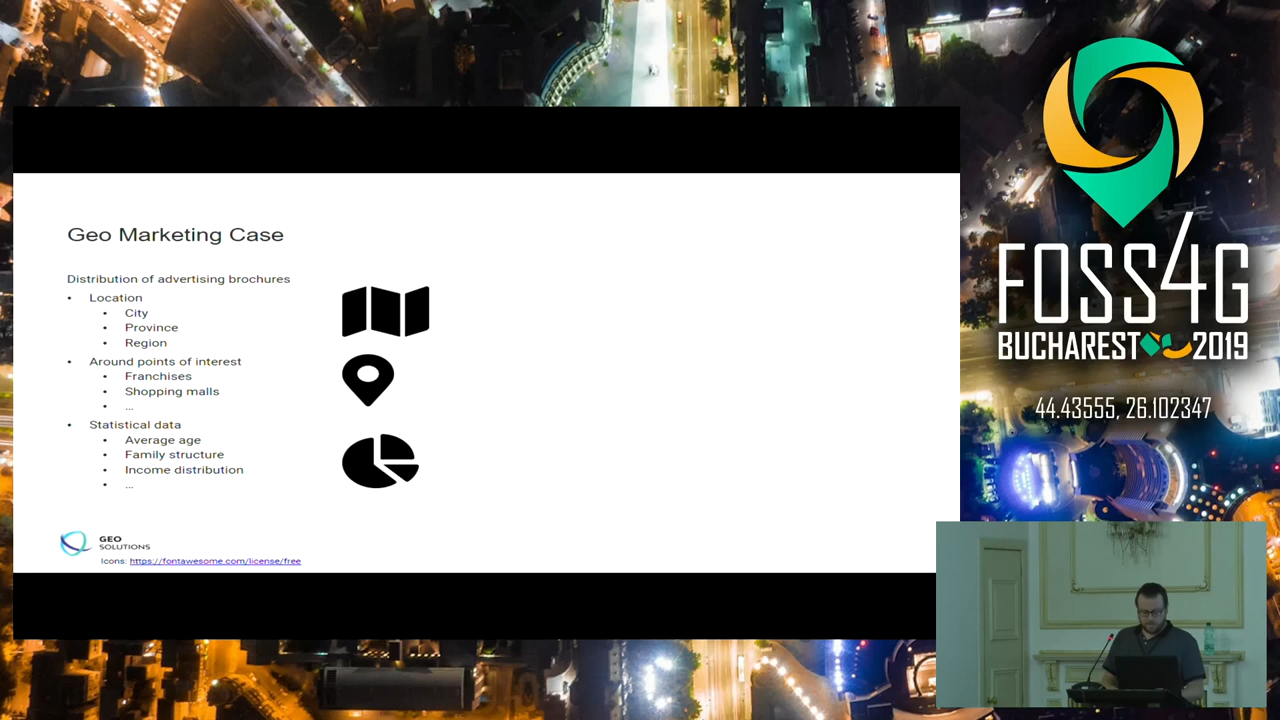 Geo Marketing Case
Distribution of advertising brochures
• Location
• City
• Province
• Region
• Around points of interest
• Franchises
• Shopping malls
• ...
• Statistical data
• Average age
• Family structure
• Income distribution
• ...
GEO
SOLUTIONS
Icons: https://fontawesome.com/license/free
FOSS4G
BUCHAREST 2019
44.43555, 26.102347